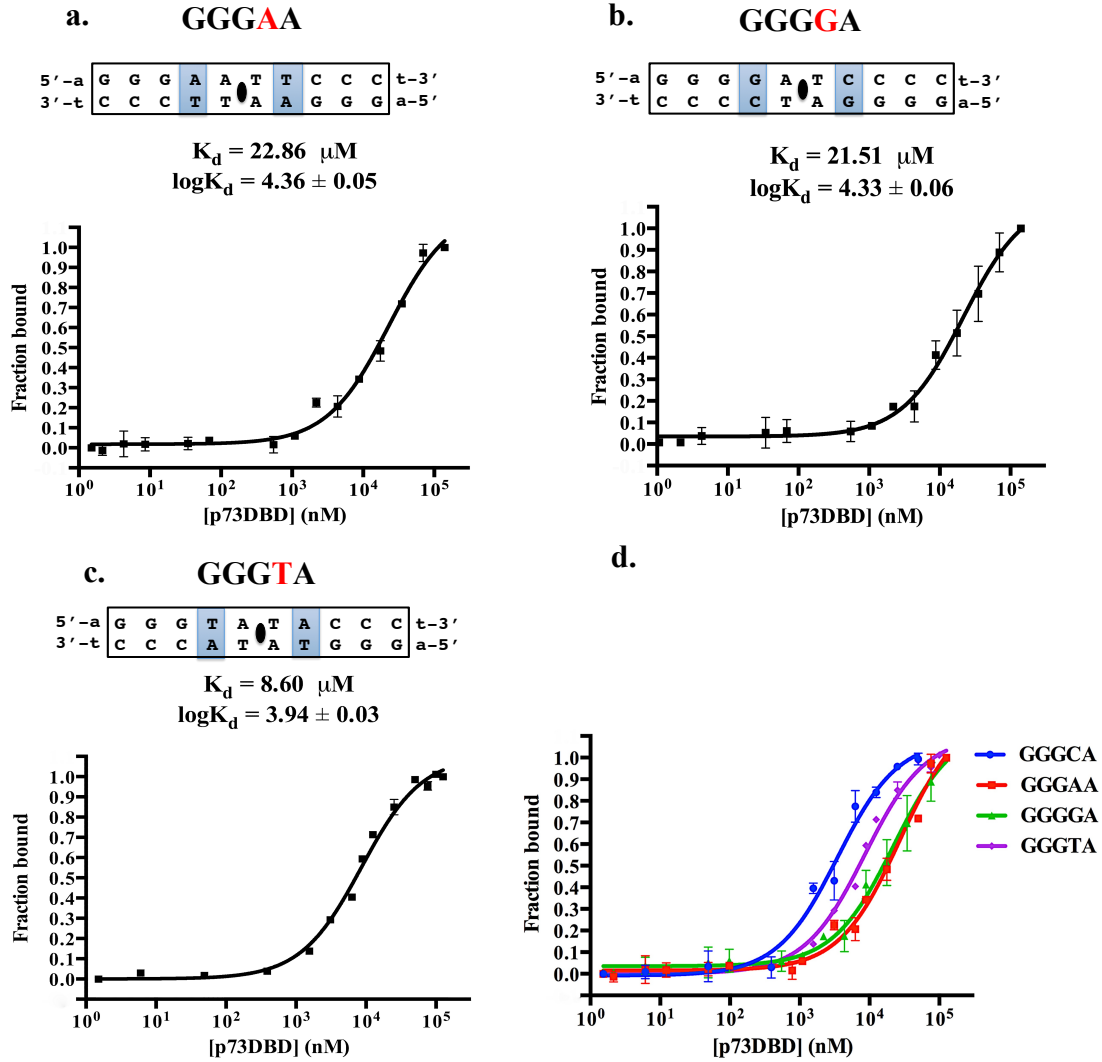 a.
GGGAA
5′-a G G G A A T T C C C t-3′
3′-t C C C T T A A G G G a-5′
Kd = 22.86 μM
logKd = 4.36 ± 0.05
Fraction bound
1.0
0.9
0.8
0.7
0.6
0.5
0.4
0.3
0.2
0.1
0.0
10^0 10^1 10^2 10^3 10^4 10^5
[p73DBD] (nM)
b.
GGGGA
5′-a G G G G A T C C C C t-3′
3′-t C C C C T A G G G G a-5′
Kd = 21.51 μM
logKd = 4.33 ± 0.06
Fraction bound
1.0
0.9
0.8
0.7
0.6
0.5
0.4
0.3
0.2
0.1
0.0
10^0 10^1 10^2 10^3 10^4 10^5
[p73DBD] (nM)
c.
GGGTA
5′-a G G G T A T A C C C t-3′
3′-t C C C A T A T G G G a-5′
Kd = 8.60 μM
logKd = 3.94 ± 0.03
Fraction bound
1.0
0.9
0.8
0.7
0.6
0.5
0.4
0.3
0.2
0.1
0.0
10^0 10^1 10^2 10^3 10^4 10^5
[p73DBD] (nM)
d.
Fraction bound
1.0
0.9
0.8
0.7
0.6
0.5
0.4
0.3
0.2
0.1
0.0
10^0 10^1 10^2 10^3 10^4 10^5
[p73DBD] (nM)
GGGCA
GGGAA
GGGGA
GGGTA